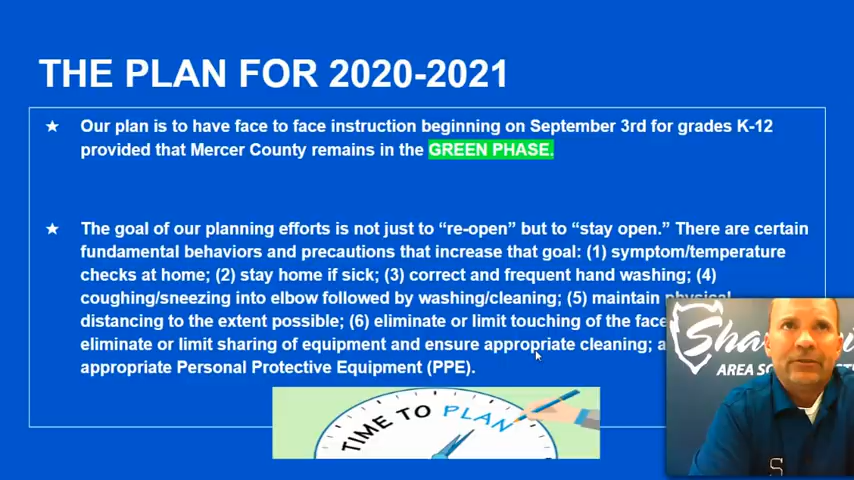 THE PLAN FOR 2020-2021
★ Our plan is to have face to face instruction beginning on September 3rd for grades K-12
provided that Mercer County remains in the GREEN PHASE.
★ The goal of our planning efforts is not just to “re-open” but to “stay open.” There are certain
fundamental behaviors and precautions that increase that goal: (1) symptom/temperature
checks at home; (2) stay home if sick; (3) correct and frequent hand washing; (4)
coughing/sneezing into elbow followed by washing/cleaning; (5) maintain physical
distancing to the extent possible; (6) eliminate or limit touching of the face
eliminate or limit sharing of equipment and ensure appropriate cleaning;
appropriate Personal Protective Equipment (PPE).
TIME TO PLAN
AREA
S